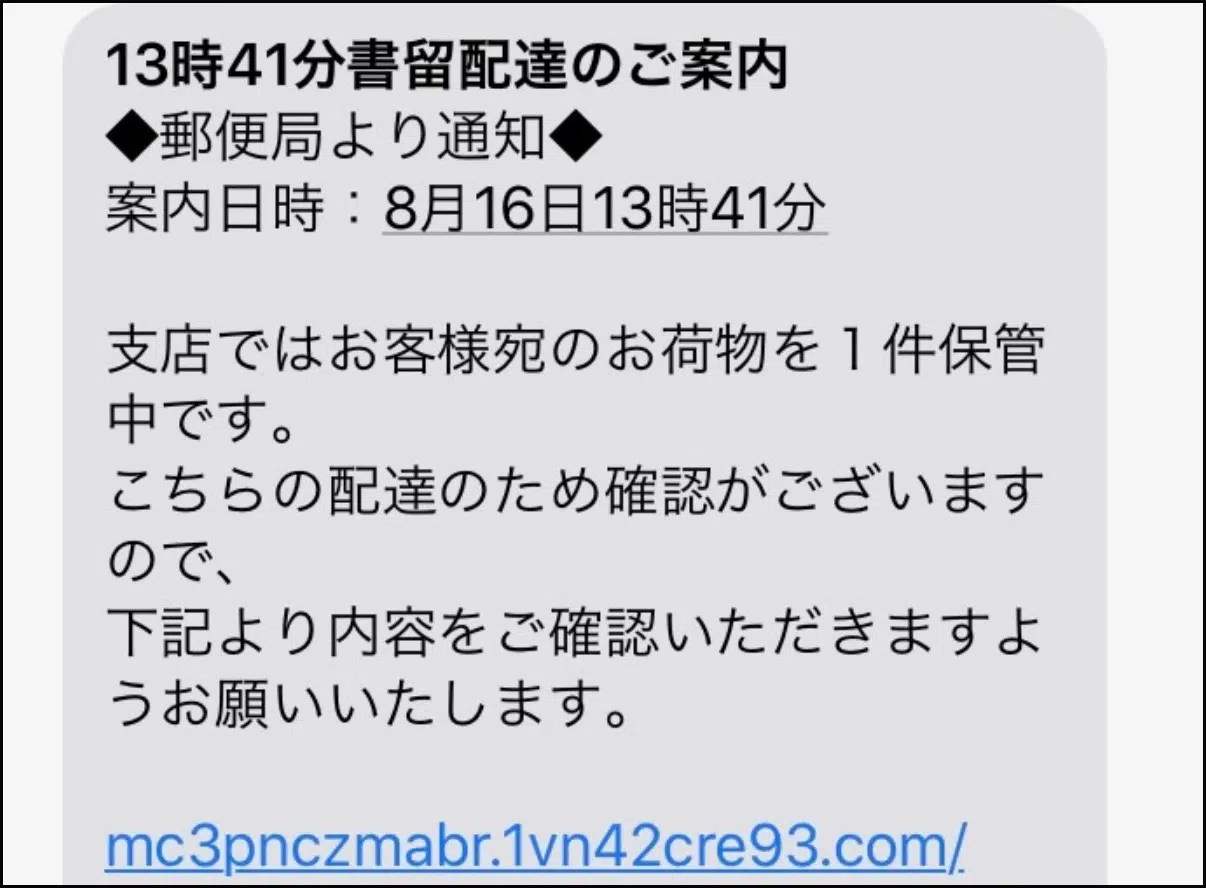 13時41分書留配達のご案内
◆郵便局より通知◆
案内日時：8月16日13時41分
支店ではお客様宛のお荷物を１件保管
中です。
こちらの配達のため確認がございます
ので、
下記より内容をご確認いただきますよ
うお願いいたします。
mc3pnczmabr.1vn42cre93.com/